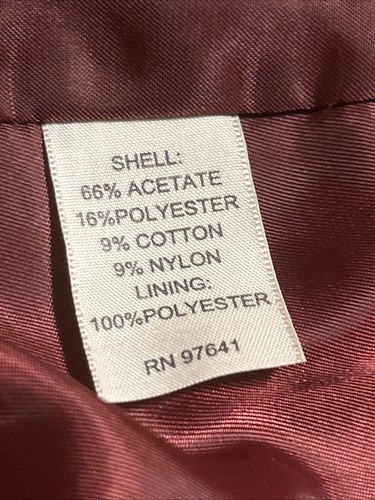 SHELL:
66% ACETATE
16%POLYESTER
9% COTTON
9% NYLON
LINING:
100%POLYESTER
RN 97641